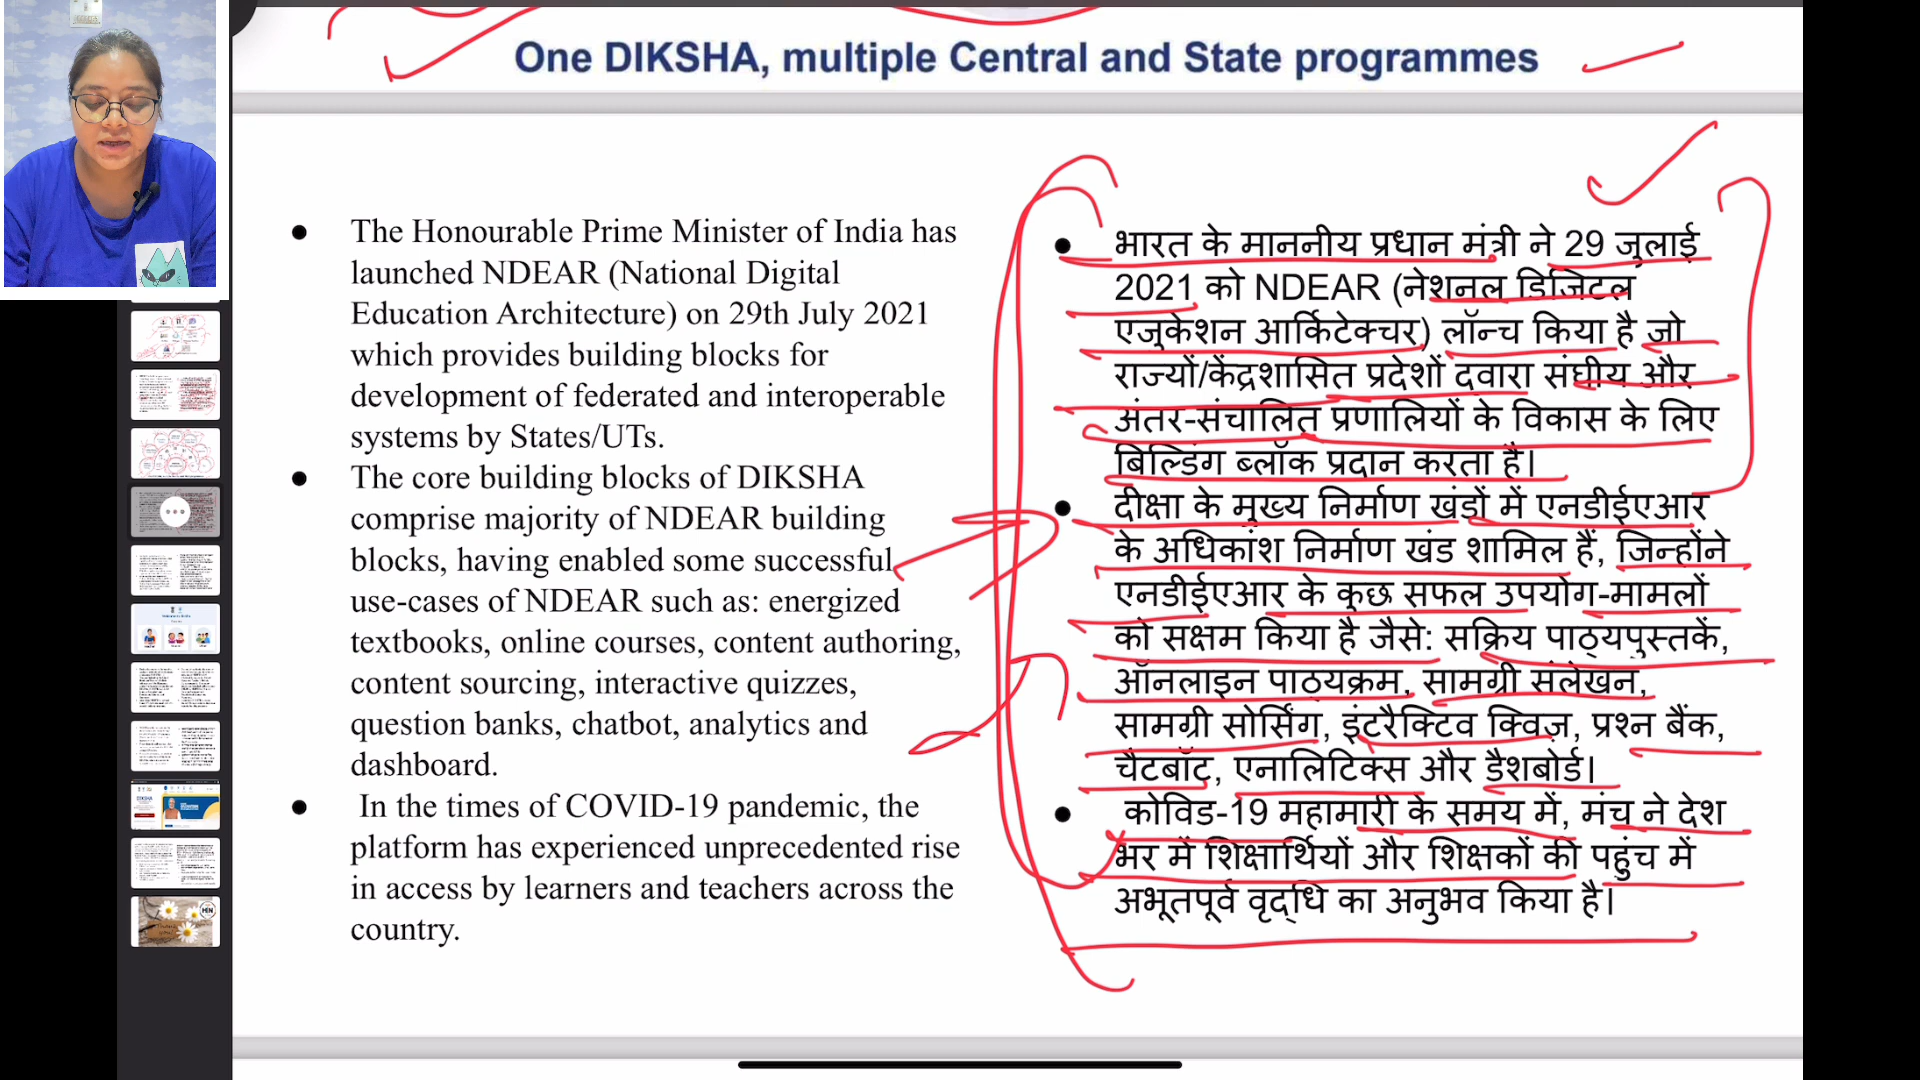 One DIKSHA, multiple Central and State programmes
The Honourable Prime Minister of India has
launched NDEAR (National Digital
Education Architecture) on 29th July 2021
which provides building blocks for
development of federated and interoperable
systems by States/UTs.
The core building blocks of DIKSHA
comprise majority of NDEAR building
blocks, having enabled some successful
use-cases of NDEAR such as: energized
textbooks, online courses, content authoring,
content sourcing, interactive quizzes,
question banks, chatbot, analytics and
dashboard.
In the times of COVID-19 pandemic, the
platform has experienced unprecedented rise
in access by learners and teachers across the
country.
भारत के माननीय प्रधान मंत्री ने 29 जुलाई
2021 को NDEAR (नेशनल डिजिटल
एजुकेशन आर्किटेक्चर) लॉन्च किया है जो
राज्यों/केंद्रशासित प्रदेशों द्वारा संघीय और
अंतर-संचालित प्रणालियों के विकास के लिए
बिल्डिंग ब्लॉक प्रदान करता है।
दीक्षा के मुख्य निर्माण खंडों में एनडीईएआर
के अधिकांश निर्माण खंड शामिल हैं, जिन्होंने
एनडीईएआर के कुछ सफल उपयोग-मामलों
को सक्षम किया है जैसे: सक्रिय पाठ्यपुस्तकें,
ऑनलाइन पाठ्यक्रम, सामग्री संलेखन,
सामग्री सोर्सिंग, इंटरैक्टिव क्विज़, प्रश्न बैंक,
चैटबॉट, एनालिटिक्स और डैशबोर्ड।
कोविड-19 महामारी के समय में, मंच ने देश
भर में शिक्षार्थियों और शिक्षकों की पहुंच में
अभूतपूर्व वृद्धि का अनुभव किया है।